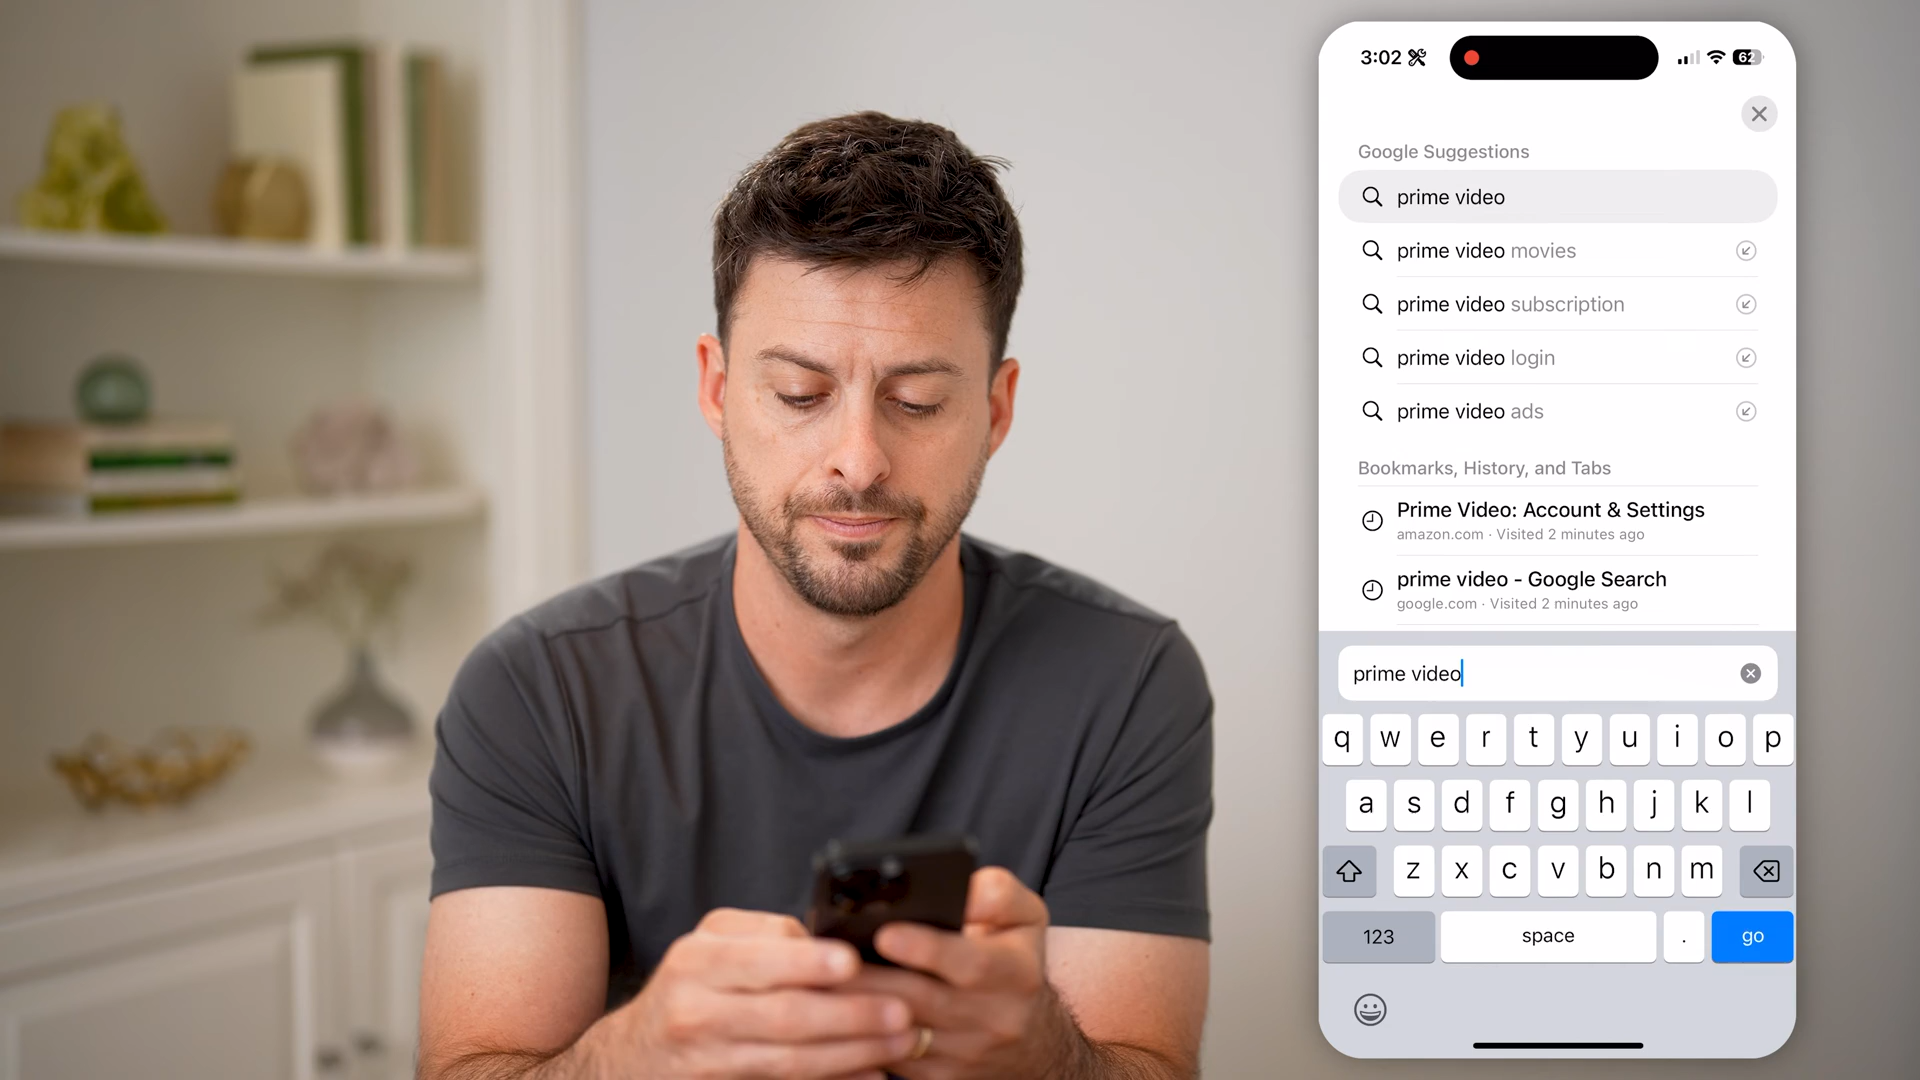 3:02
62
Google Suggestions
prime video
prime video movies
prime video subscription
prime video login
prime video ads
Bookmarks, History, and Tabs
Prime Video: Account & Settings
amazon.com · Visited 2 minutes ago
prime video - Google Search
google.com · Visited 2 minutes ago
prime video
q w e r t y u i o p
a s d f g h j k l
z x c v b n m
123 space . go